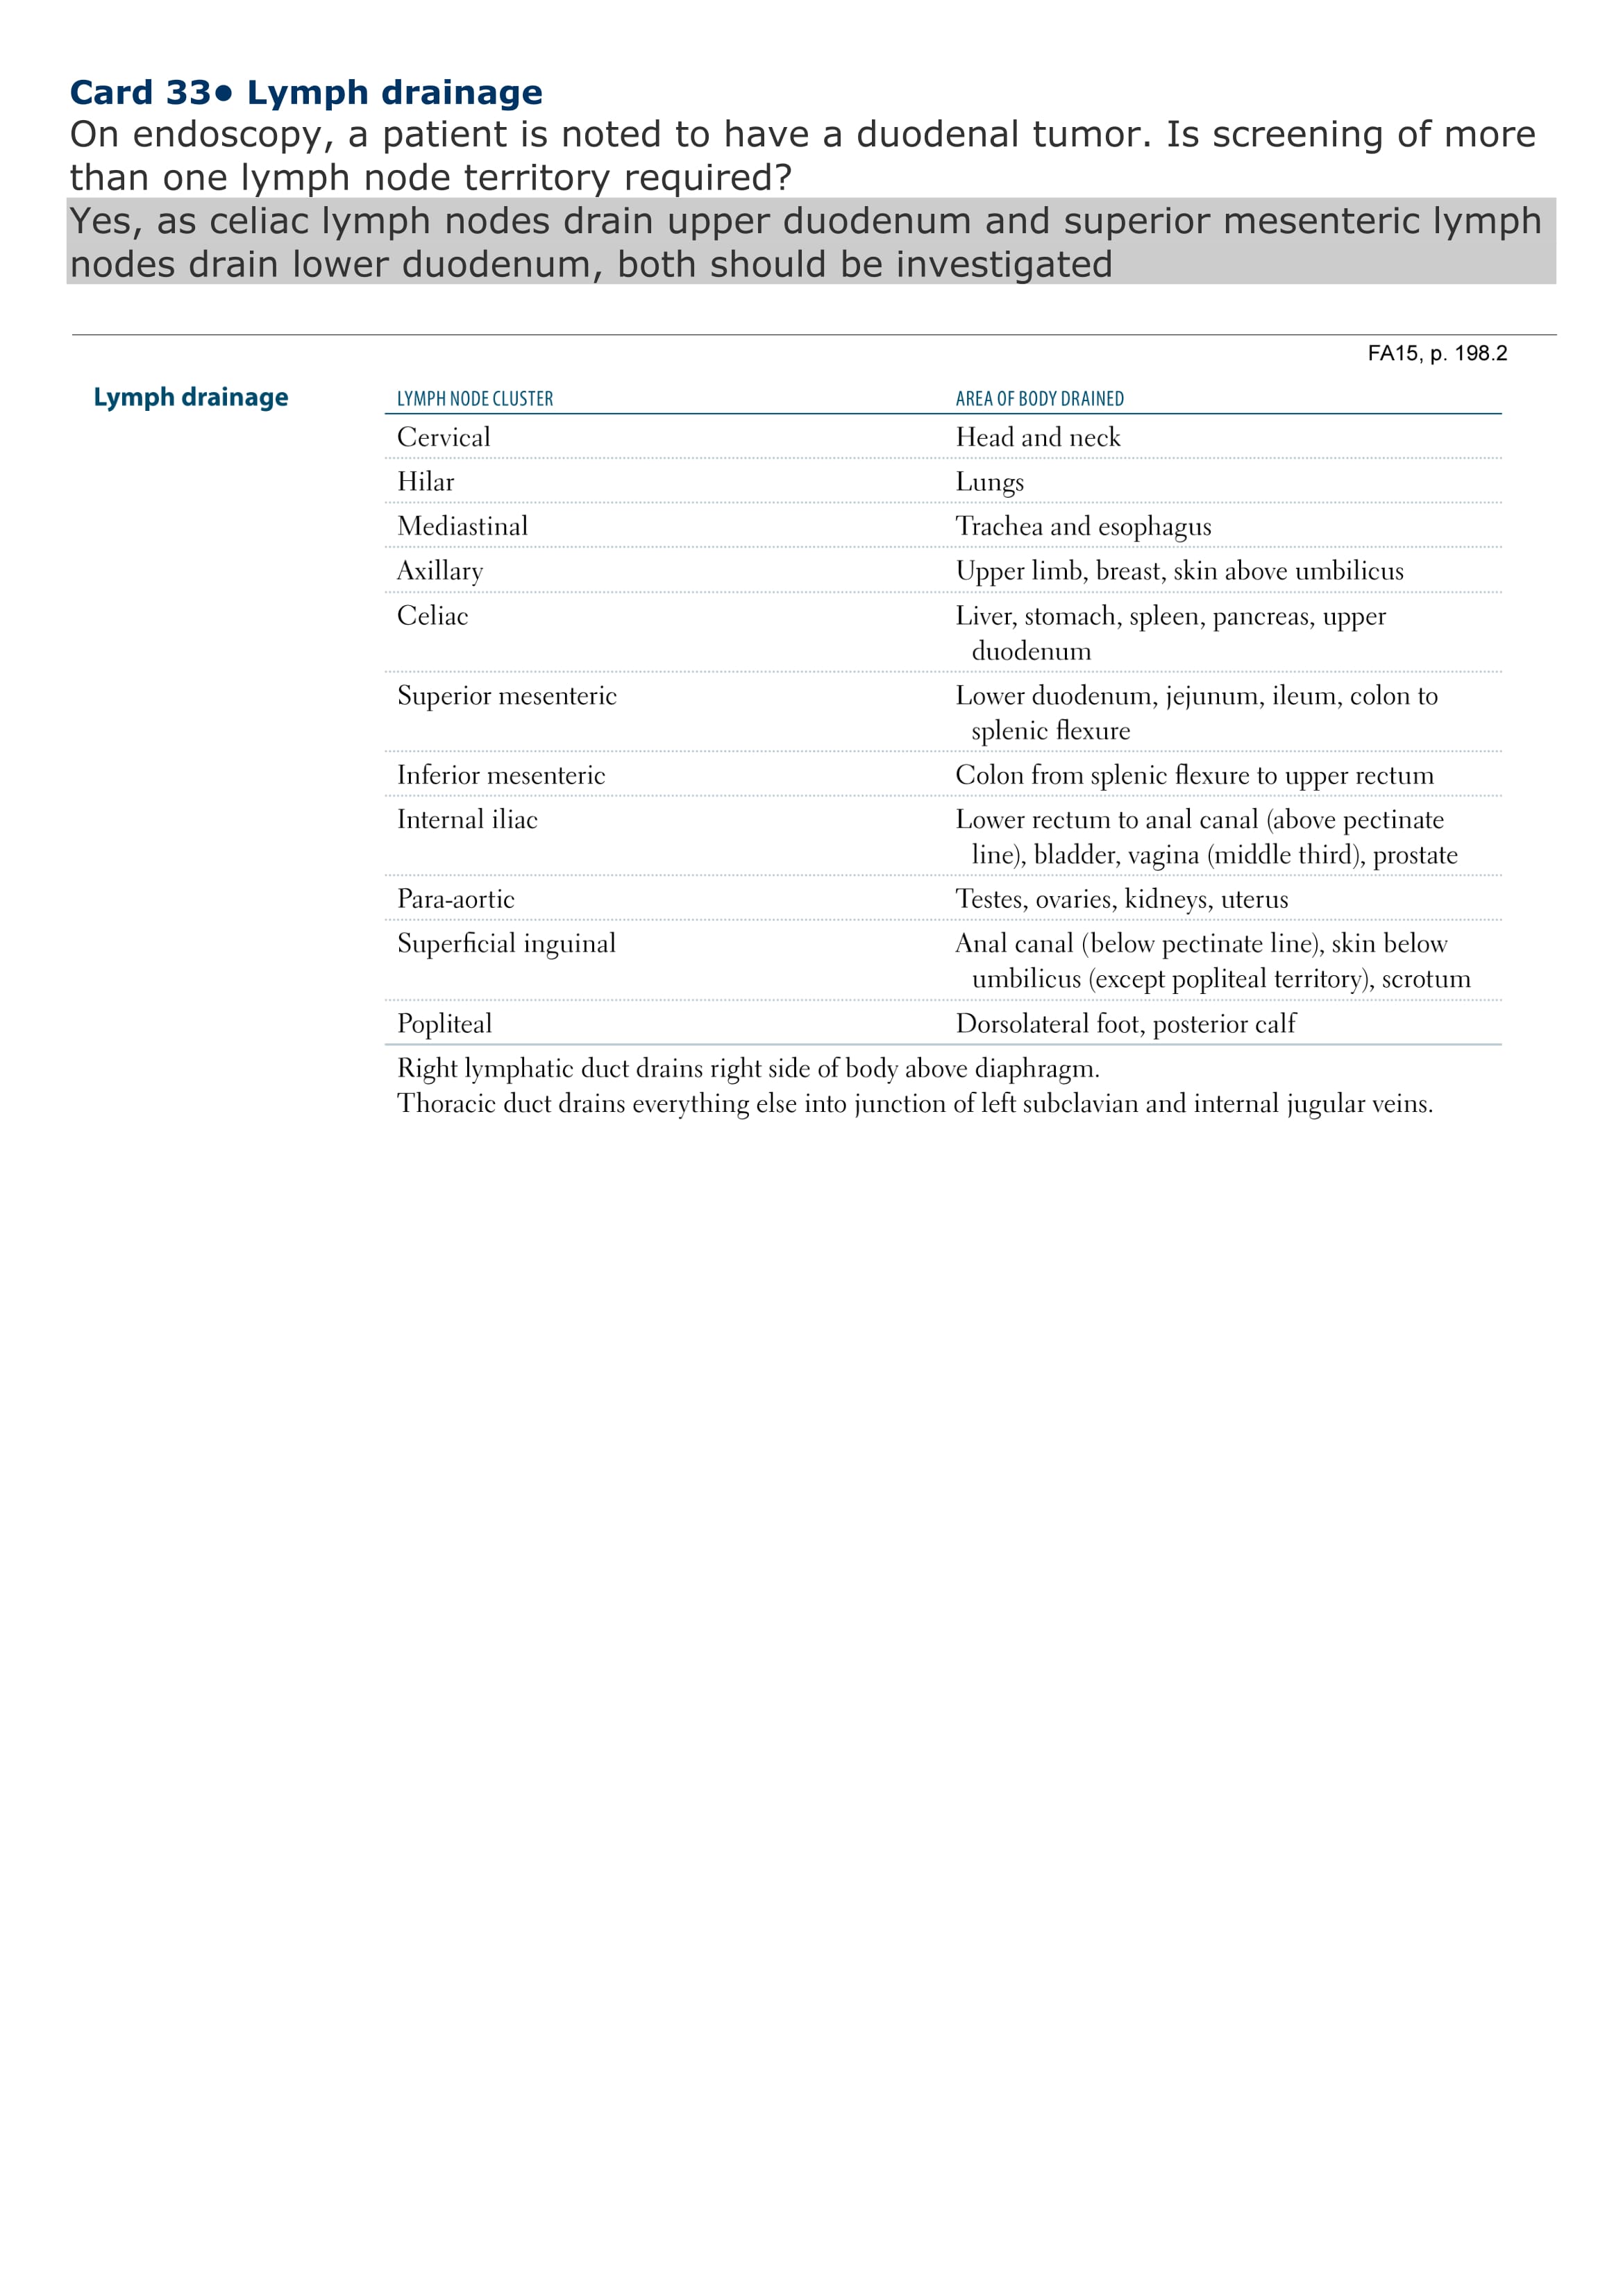 Card 33• Lymph drainage
On endoscopy, a patient is noted to have a duodenal tumor. Is screening of more
than one lymph node territory required?
Yes, as celiac lymph nodes drain upper duodenum and superior mesenteric lymph
nodes drain lower duodenum, both should be investigated
FA15, p. 198.2
Lymph drainage LYMPH NODE CLUSTER AREA OF BODY DRAINED
Cervical Head and neck
Hilar Lungs
Mediastinal Trachea and esophagus
Axillary Upper limb, breast, skin above umbilicus
Celiac Liver, stomach, spleen, pancreas, upper
duodenum
Superior mesenteric Lower duodenum, jejunum, ileum, colon to
splenic flexure
Inferior mesenteric Colon from splenic flexure to upper rectum
Internal iliac Lower rectum to anal canal (above pectinate
line), bladder, vagina (middle third), prostate
Para-aortic Testes, ovaries, kidneys, uterus
Superficial inguinal Anal canal (below pectinate line), skin below
umbilicus (except popliteal territory), scrotum
Popliteal Dorsolateral foot, posterior calf
Right lymphatic duct drains right side of body above diaphragm.
Thoracic duct drains everything else into junction of left subclavian and internal jugular veins.